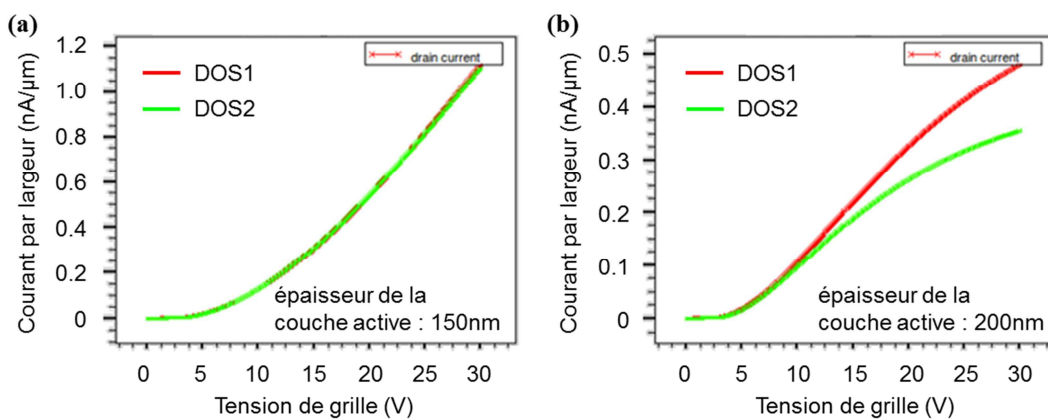 (a)
Courant par largeur (nA/μm)
1.2
1.0
0.8
0.6
0.4
0.2
0
drain current
DOS1
DOS2
épaisseur de la
couche active : 150nm
0 5 10 15 20 25 30
Tension de grille (V)
(b)
Courant par largeur (nA/μm)
0.5
0.4
0.3
0.2
0.1
0
drain current
DOS1
DOS2
épaisseur de la
couche active : 200nm
0 5 10 15 20 25 30
Tension de grille (V)